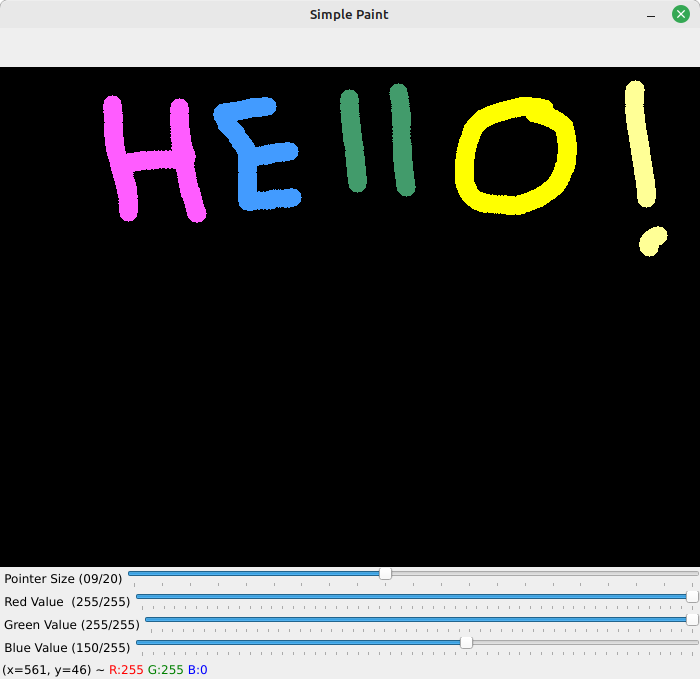 Simple Paint
HEllO!
Pointer Size (09/20)
Red Value (255/255)
Green Value (255/255)
Blue Value (150/255)
(x=561, y=46) ~ R:255 G:255 B:0